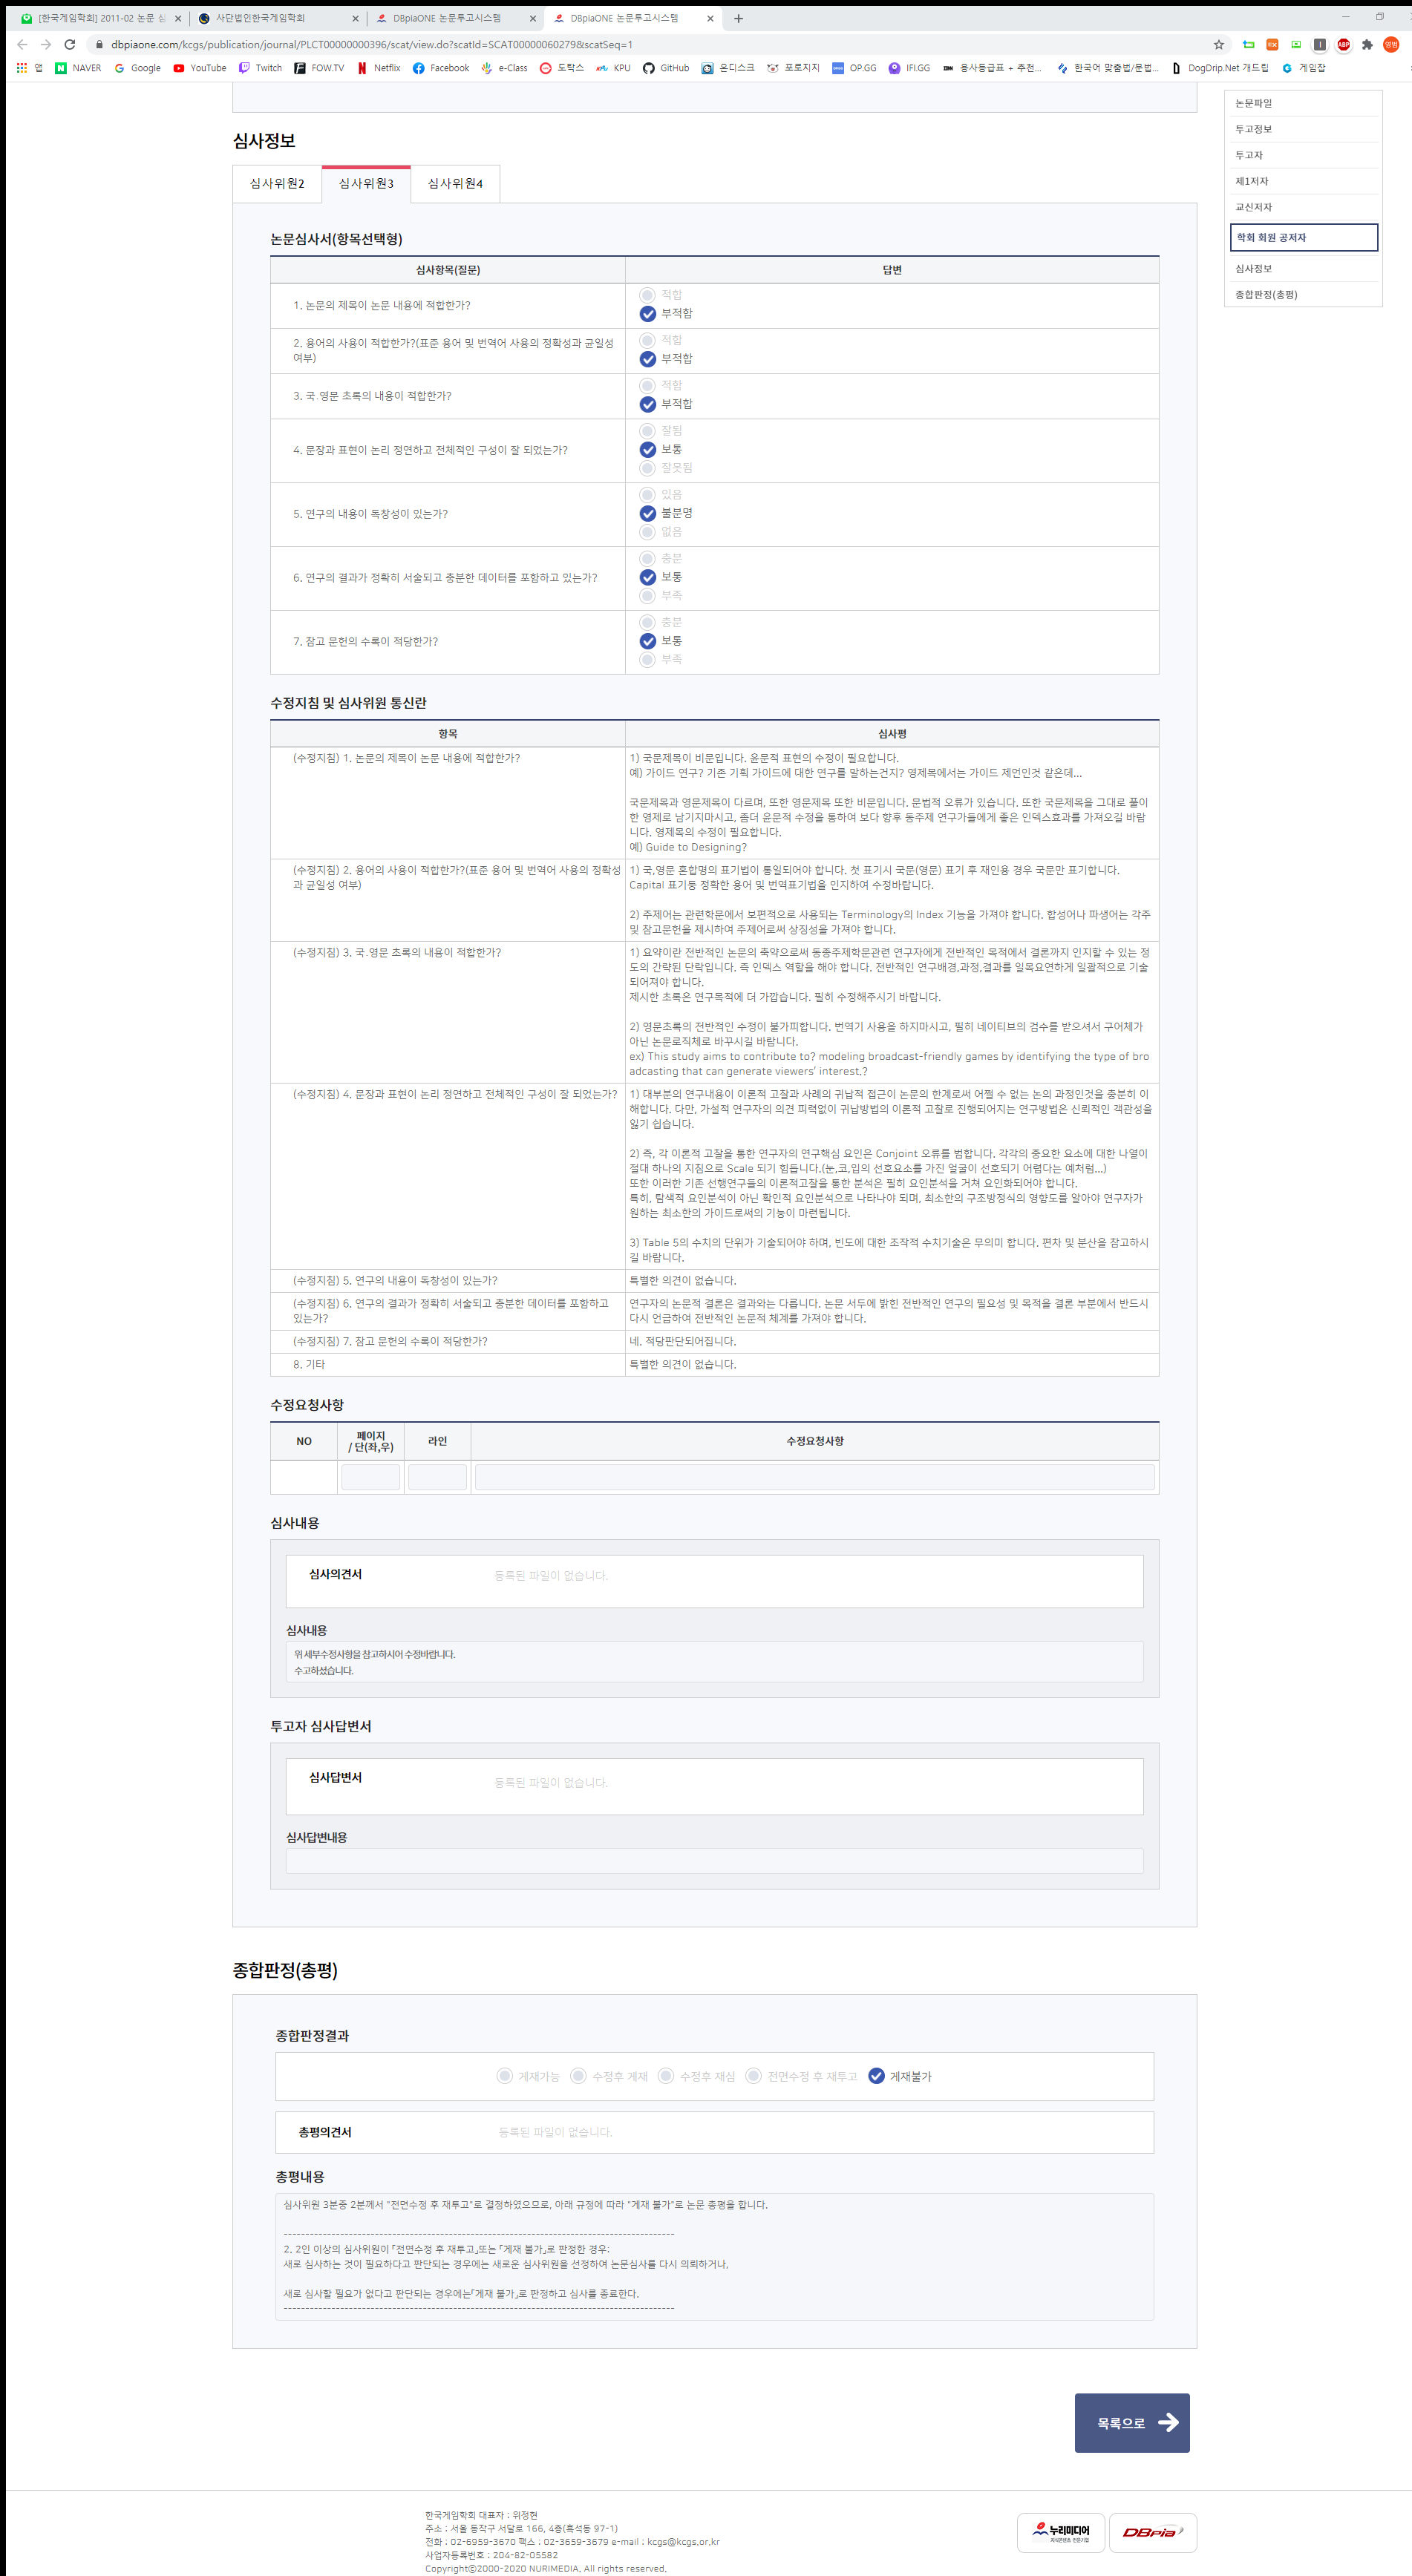 [한국게임학회] 2011-02 논문 심
사단법인한국게임학회
DBpiaONE 논문투고시스템
DBpiaONE 논문투고시스템
dbpiaone.com/kcgs/publication/journal/PLCT00000000396/scat/view.do?scatId=SCAT00000060279&scatSeq=1
앱 NAVER Google YouTube Twitch FOW.TV Netflix Facebook e-Class 도탁스 KPU GitHub 온디스크 포로지지 OP.GG IFI.GG 용사등급표 + 추천... 한국어 맞춤법/문법... DogDrip.Net 개드립 게임잡
논문파일
투고정보
투고자
제1저자
교신저자
학회 회원 공저자
심사정보
종합판정(총평)
심사정보
심사위원2 심사위원3 심사위원4
논문심사서(항목선택형)
심사항목(질문) 답변
1. 논문의 제목이 논문 내용에 적합한가?
적합
부적합
2. 용어의 사용이 적합한가?(표준 용어 및 번역어 사용의 정확성과 균일성
여부)
적합
부적합
3. 국.영문 초록의 내용이 적합한가?
적합
부적합
4. 문장과 표현이 논리 정연하고 전체적인 구성이 잘 되었는가?
잘됨
보통
잘못됨
5. 연구의 내용이 독창성이 있는가?
있음
불분명
없음
6. 연구의 결과가 정확히 서술되고 충분한 데이터를 포함하고 있는가?
충분
보통
부족
7. 참고 문헌의 수록이 적당한가?
충분
보통
부족
수정지침 및 심사위원 통신란
항목 심사평
(수정지침) 1. 논문의 제목이 논문 내용에 적합한가?
1) 국문제목이 비문입니다. 윤문적 표현의 수정이 필요합니다.
예) 가이드 연구? 기존 기획 가이드에 대한 연구를 말하는건지? 영제목에서는 가이드 제언인것 같은데...
국문제목과 영문제목이 다르며, 또한 영문제목 또한 비문입니다. 문법적 오류가 있습니다. 또한 국문제목을 그대로 풀이
한 영제로 남기지마시고, 좀더 윤문적 수정을 통하여 보다 향후 동주제 연구가들에게 좋은 인덱스효과를 가져오길 바랍
니다. 영제목의 수정이 필요합니다.
예) Guide to Designing?
(수정지침) 2. 용어의 사용이 적합한가?(표준 용어 및 번역어 사용의 정확성
과 균일성 여부)
1) 국,영문 혼합명의 표기법이 통일되어야 합니다. 첫 표기시 국문(영문) 표기 후 재인용 경우 국문만 표기합니다.
Capital 표기등 정확한 용어 및 번역표기법을 인지하여 수정바랍니다.
2) 주제어는 관련학문에서 보편적으로 사용되는 Terminology의 Index 기능을 가져야 합니다. 합성어나 파생어는 각주
및 참고문헌을 제시하여 주제어로써 상징성을 가져야 합니다.
(수정지침) 3. 국.영문 초록의 내용이 적합한가?
1) 요약이란 전반적인 논문의 축약으로써 동종주제학문관련 연구자에게 전반적인 목적에서 결론까지 인지할 수 있는 정
도의 간략된 단락입니다. 즉 인덱스 역할을 해야 합니다. 전반적인 연구배경,과정,결과를 일목요연하게 일괄적으로 기술
되어져야 합니다.
제시한 초록은 연구목적에 더 가깝습니다. 필히 수정해주시기 바랍니다.
2) 영문초록의 전반적인 수정이 불가피합니다. 번역기 사용을 하지마시고, 필히 네이티브의 검수를 받으셔서 구어체가
아닌 논문로직체로 바꾸시길 바랍니다.
ex) This study aims to contribute to? modeling broadcast-friendly games by identifying the type of bro
adcasting that can generate viewers' interest.?
(수정지침) 4. 문장과 표현이 논리 정연하고 전체적인 구성이 잘 되었는가?
1) 대부분의 연구내용이 이론적 고찰과 사례의 귀납적 접근이 논문의 한계로써 어쩔 수 없는 논의 과정인것을 충분히 이
해합니다. 다만, 가설적 연구자의 의견 피력없이 귀납방법의 이론적 고찰로 진행되어지는 연구방법은 신뢰적인 객관성을
잃기 쉽습니다.
2) 즉, 각 이론적 고찰을 통한 연구자의 연구핵심 요인은 Conjoint 오류를 범합니다. 각각의 중요한 요소에 대한 나열이
절대 하나의 지침으로 Scale 되기 힘듭니다.(눈,코,입의 선호요소를 가진 얼굴이 선호되기 어렵다는 예처럼...)
또한 이러한 기존 선행연구들의 이론적고찰을 통한 분석은 필히 요인분석을 거쳐 요인화되어야 합니다.
특히, 탐색적 요인분석이 아닌 확인적 요인분석으로 나타나야 되며, 최소한의 구조방정식의 영향도를 알아야 연구자가
원하는 최소한의 가이드로써의 기능이 마련됩니다.
3) Table 5의 수치의 단위가 기술되어야 하며, 빈도에 대한 조작적 수치기술은 무의미 합니다. 편차 및 분산을 참고하시
길 바랍니다.
(수정지침) 5. 연구의 내용이 독창성이 있는가?
특별한 의견이 없습니다.
(수정지침) 6. 연구의 결과가 정확히 서술되고 충분한 데이터를 포함하고
있는가?
연구자의 논문적 결론은 결과와는 다릅니다. 논문 서두에 밝힌 전반적인 연구의 필요성 및 목적을 결론 부분에서 반드시
다시 언급하여 전반적인 논문적 체계를 가져야 합니다.
(수정지침) 7. 참고 문헌의 수록이 적당한가?
네. 적당판단되어집니다.
8. 기타
특별한 의견이 없습니다.
수정요청사항
NO 페이지 / 단(좌,우) 라인 수정요청사항
심사내용
심사의견서 등록된 파일이 없습니다.
심사내용
위 세부수정사항을 참고하시어 수정바랍니다.
수고하셨습니다.
투고자 심사답변서
심사답변서 등록된 파일이 없습니다.
심사답변내용
종합판정(총평)
종합판정결과
게재가능 수정후 게재 수정후 재심 전면수정 후 재투고 게재불가
총평의견서 등록된 파일이 없습니다.
총평내용
심사위원 3분중 2분께서 "전면수정 후 재투고"로 결정하였으므로, 아래 규정에 따라 "게재 불가"로 논문 총평을 합니다.
----------------------------------------------------------------------------------------
2. 2인 이상의 심사위원이 「전면수정 후 재투고」또는 「게재 불가」로 판정한 경우:
새로 심사하는 것이 필요하다고 판단되는 경우에는 새로운 심사위원을 선정하여 논문심사를 다시 의뢰하거나,
새로 심사할 필요가 없다고 판단되는 경우에는「게재 불가」로 판정하고 심사를 종료한다.
----------------------------------------------------------------------------------------
목록으로
한국게임학회 대표자 : 위정현
주소 : 서울 동작구 서달로 166, 4층(흑석동 97-1)
전화 : 02-6959-3670 팩스 : 02-3659-3679 e-mail : kcgs@kcgs.or.kr
사업자등록번호 : 204-82-05582
Copyrightⓒ2000-2020 NURIMEDIA. All rights reserved.
누리미디어
지식콘텐츠 전문기업
DBpia